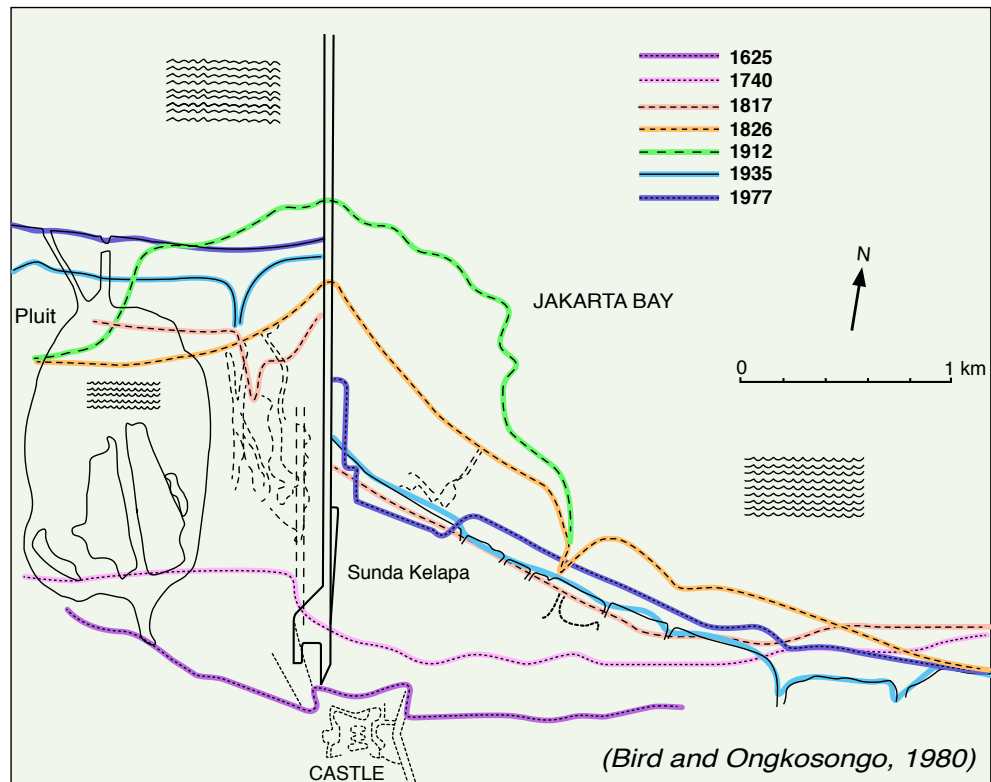 1625
1740
1817
1826
1912
1935
1977
N
JAKARTA BAY
Pluit
0 1 km
Sunda Kelapa
CASTLE
(Bird and Ongkosongo, 1980)